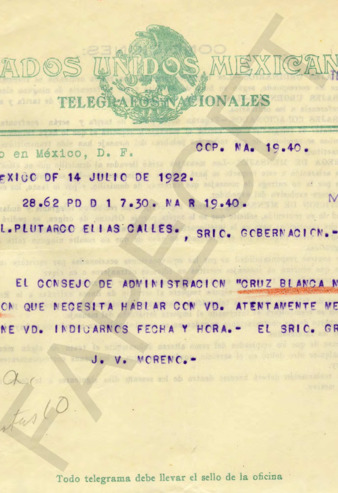 ADOS UNIDOS MEXICAN
TELEGRAFOS NACIONALES
o en México, D. F.
CCP. NA. 19.40.
EXICO DF 14 JULIO DE 1922.
28.62 PD D 1 7.30. NA R 19.40.
L.PLUTARCO ELIAS CALLES. , SRIC. GOBERNACION.-
EL CONSEJO DE ADMINISTRACION "CRUZ BLANCA N
ON QUE NECESITA HABLAR CON VD. ATENTAMENTE ME
NE VD. INDICARNOS FECHA Y HORA.- EL SRIC. GR
J. V. MORENO.-
Todo telegrama debe llevar el sello de la oficina
FAPECFT